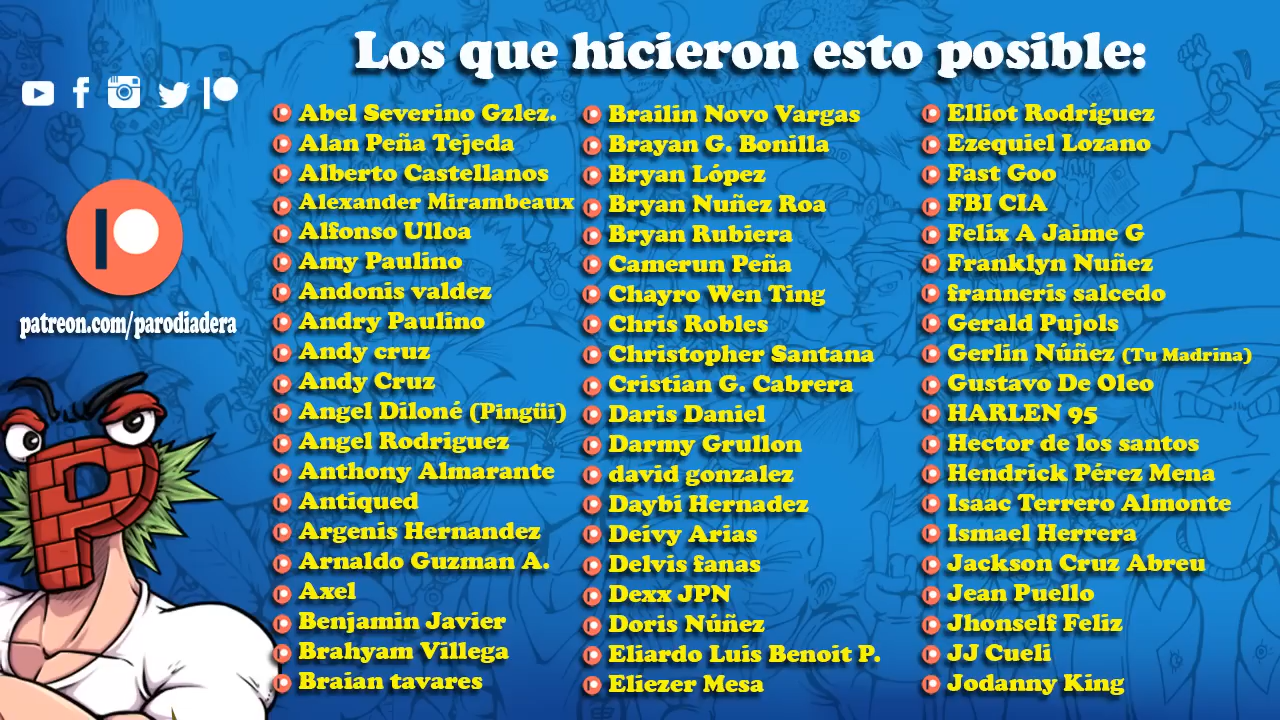 Los que hicieron esto posible:
patreon.com/parodiadera
P
Abel Severino Gzlez.
Alan Peña Tejeda
Alberto Castellanos
Alexander Mirambeaux
Alfonso Ulloa
Amy Paulino
Andonis valdez
Andry Paulino
Andy cruz
Andy Cruz
Angel Diloné (Pingüi)
Angel Rodriguez
Anthony Almarante
Antiqued
Argenis Hernandez
Arnaldo Guzman A.
Axel
Benjamin Javier
Brahyam Villega
Braian tavares
Brailin Novo Vargas
Brayan G. Bonilla
Bryan López
Bryan Nuñez Roa
Bryan Rubiera
Camerun Peña
Chayro Wen Ting
Chris Robles
Christopher Santana
Cristian G. Cabrera
Daris Daniel
Darmy Grullon
david gonzalez
Daybi Hernadez
Deivy Arias
Delvis fanas
Dexx JPN
Doris Núñez
Eliardo Luis Benoit P.
Eliezer Mesa
Elliot Rodríguez
Ezequiel Lozano
Fast Goo
FBI CIA
Felix A Jaime G
Franklyn Nuñez
franneris salcedo
Gerald Pujols
Gerlin Núñez (Tu Madrina)
Gustavo De Oleo
HARLEN 95
Hector de los santos
Hendrick Pérez Mena
Isaac Terrero Almonte
Ismael Herrera
Jackson Cruz Abreu
Jean Puello
Jhonself Feliz
JJ Cueli
Jodanny King